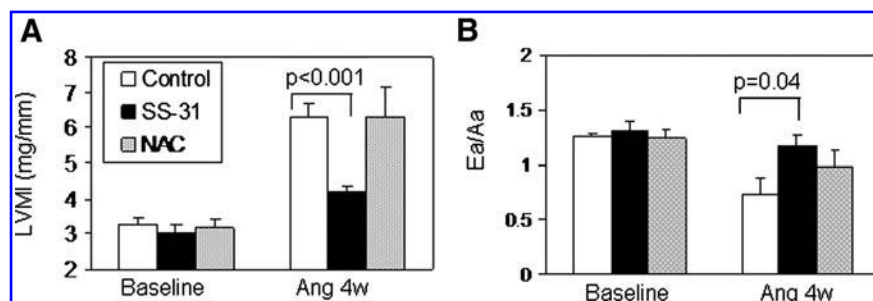 A
LVMI (mg/mm)
8
7
6
5
4
3
2
Control
SS-31
NAC
p<0.001
Baseline
Ang 4w
B
Ea/Aa
2
1.5
1
0.5
0
p=0.04
Baseline
Ang 4w